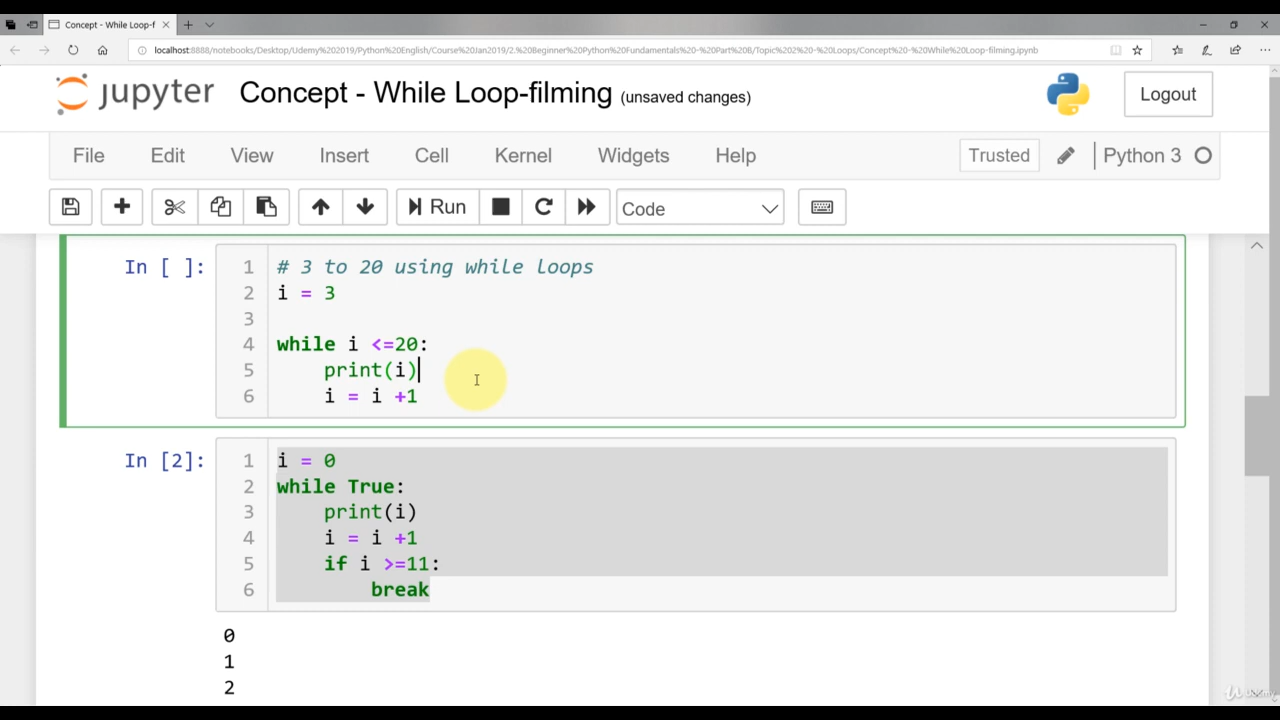 Concept - While Loop-f
localhost:8888/notebooks/Desktop/Udemy%202019/Python%20English/Course%20Jan2019/2.%20Beginner%20Python%20Fundamentals%20-%20Part%20B/Topic%202%20-%20Loops/Concept%20-%20While%20Loop-filming.ipynb
jupyter Concept - While Loop-filming (unsaved changes) Logout
File Edit View Insert Cell Kernel Widgets Help Trusted Python 3
Run Code
In [ ]: 1 # 3 to 20 using while loops
2 i = 3
3
4 while i <=20:
5 print(i)
6 i = i +1
In [2]: 1 i = 0
2 while True:
3 print(i)
4 i = i +1
5 if i >=11:
6 break
0
1
2
Udemy